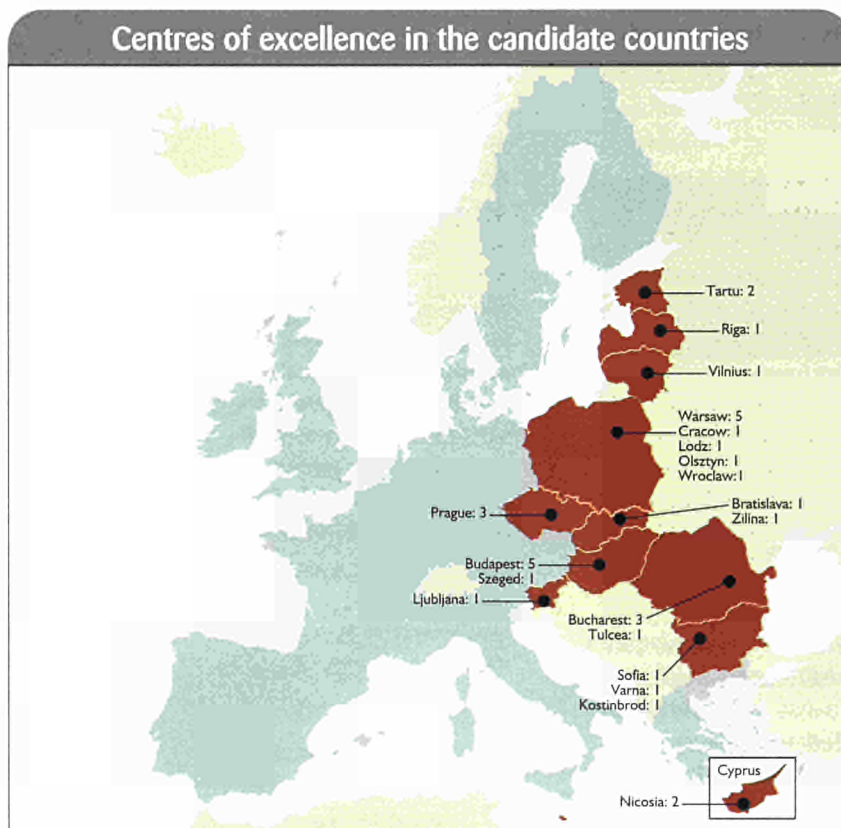 Centres of excellence in the candidate countries
Tartu: 2
Riga: 1
Vilnius: 1
Warsaw: 5
Cracow: 1
Lodz: 1
Olsztyn: 1
Wroclaw:1
Bratislava: 1
Zilina: 1
Prague: 3
Budapest: 5
Szeged: 1
Ljubljana: 1
Bucharest: 3
Tulcea: 1
Sofia: 1
Varna: 1
Kostinbrod: 1
Cyprus
Nicosia: 2